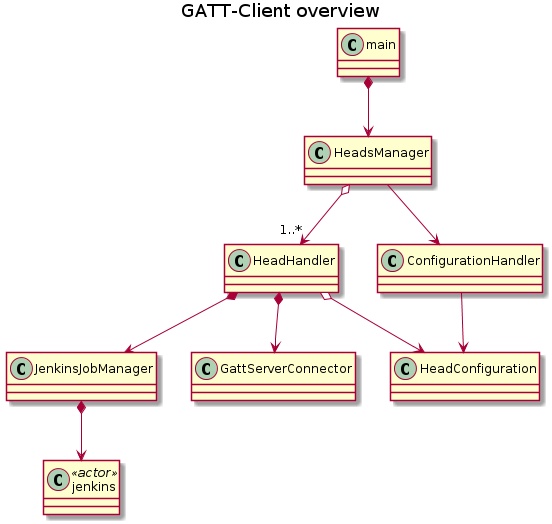 GATT-Client overview
C main
C HeadsManager
1..*
C HeadHandler
C ConfigurationHandler
C JenkinsJobManager
C GattServerConnector
C HeadConfiguration
C «actor»
jenkins